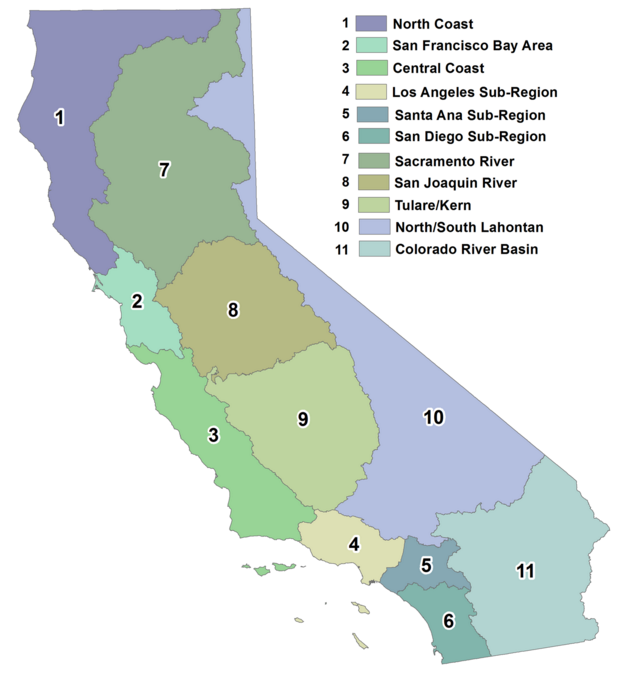 1 North Coast
2 San Francisco Bay Area
3 Central Coast
4 Los Angeles Sub-Region
5 Santa Ana Sub-Region
6 San Diego Sub-Region
7 Sacramento River
8 San Joaquin River
9 Tulare/Kern
10 North/South Lahontan
11 Colorado River Basin
1
7
2
8
3
9
10
4
5
11
6